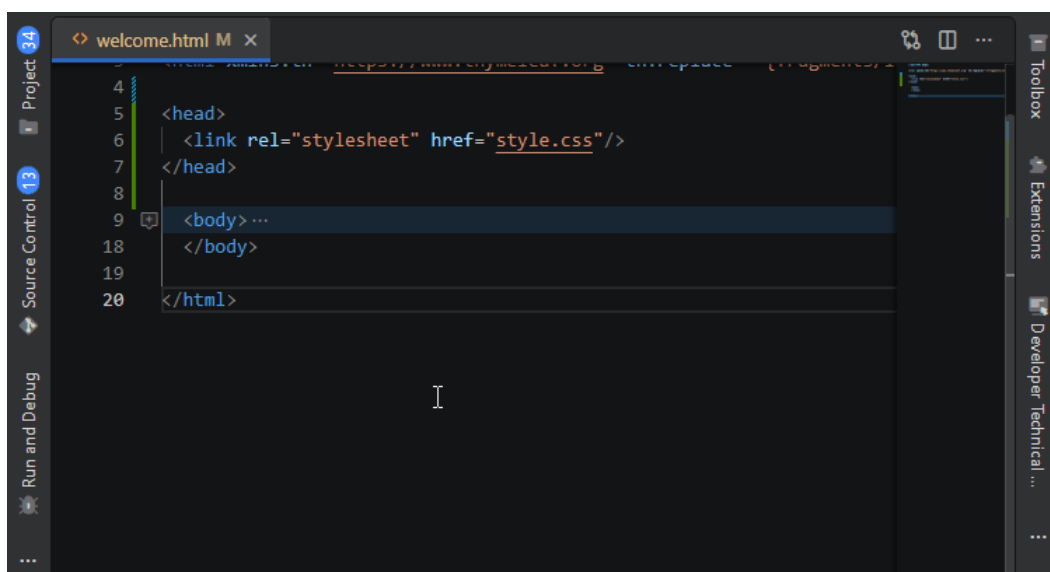 welcome.html M ×
4
5 <head>
6 <link rel="stylesheet" href="style.css"/>
7 </head>
8
9 <body>···
18 </body>
19
20 </html>
Project 34
Source Control 13
Run and Debug
Toolbox
Extensions
Developer Technical ...